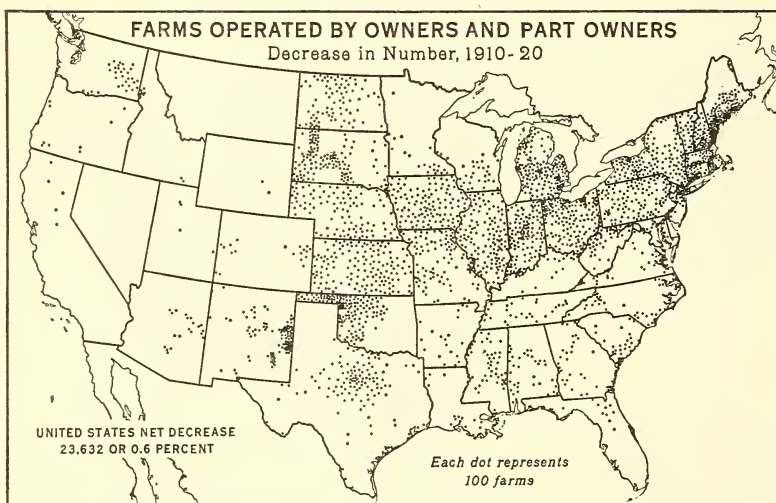 FARMS OPERATED BY OWNERS AND PART OWNERS
Decrease in Number, 1910-20
UNITED STATES NET DECREASE
23,632 OR 0.6 PERCENT
Each dot represents
100 farms